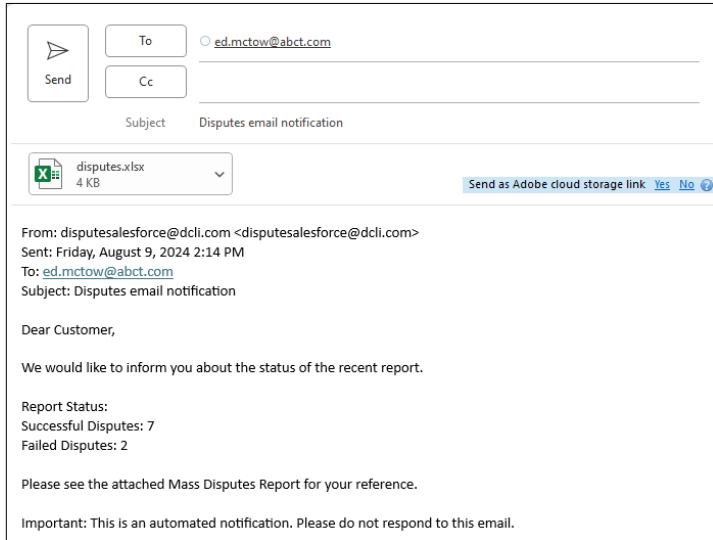 Send
To
ed.mctow@abct.com
Cc
Subject
Disputes email notification
disputes.xlsx
4 KB
Send as Adobe cloud storage link Yes No ?
From: disputesalesforce@dcli.com <disputesalesforce@dcli.com>
Sent: Friday, August 9, 2024 2:14 PM
To: ed.mctow@abct.com
Subject: Disputes email notification
Dear Customer,
We would like to inform you about the status of the recent report.
Report Status:
Successful Disputes: 7
Failed Disputes: 2
Please see the attached Mass Disputes Report for your reference.
Important: This is an automated notification. Please do not respond to this email.